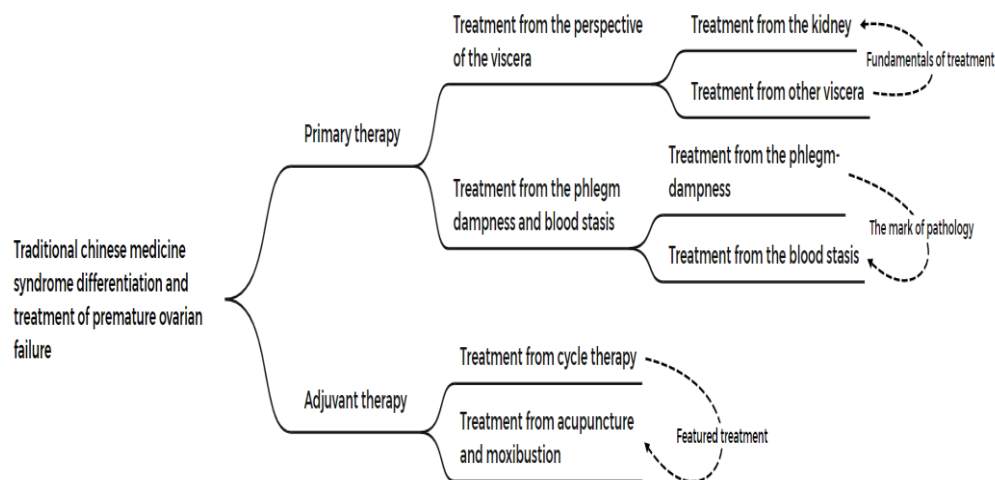 Traditional chinese medicine
syndrome differentiation and
treatment of premature ovarian
failure
Primary therapy
Treatment from the perspective
of the viscera
Treatment from the kidney
Fundamentals of treatment
Treatment from other viscera
Treatment from the phlegm
dampness and blood stasis
Treatment from the phlegm-
dampness
The mark of pathology
Treatment from the blood stasis
Adjuvant therapy
Treatment from cycle therapy
Treatment from acupuncture
and moxibustion
Featured treatment